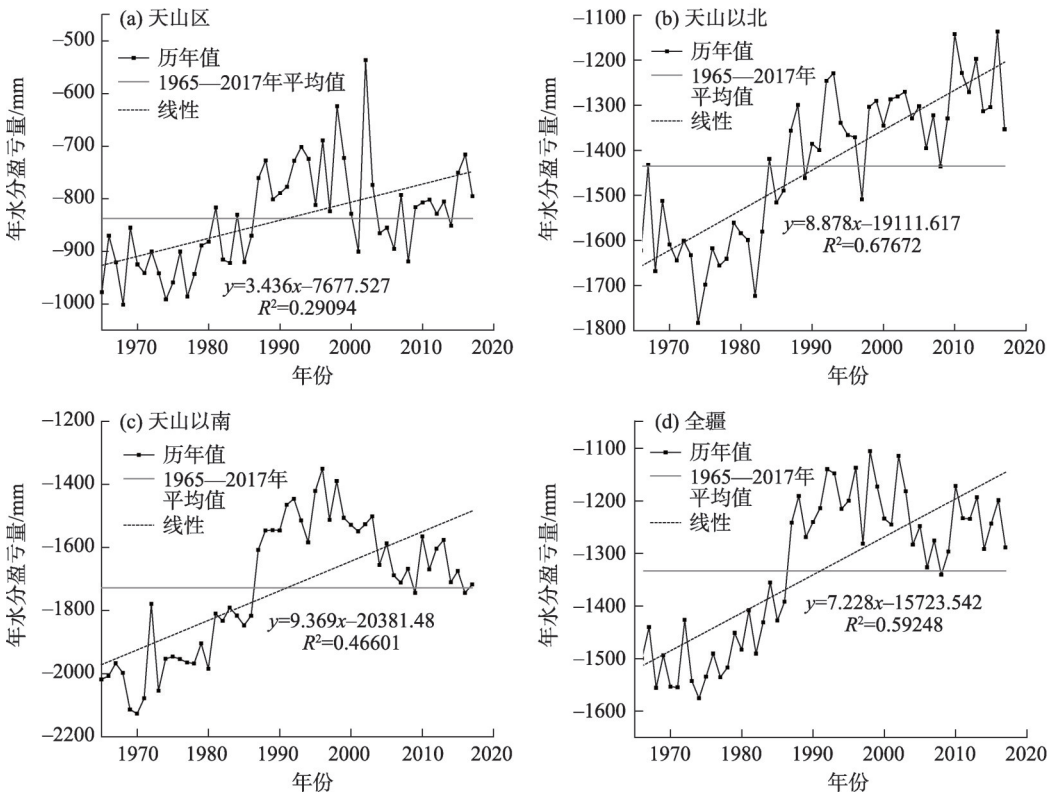 (a) 天山区
历年值
1965—2017年平均值
线性
y=3.436x–7677.527
R²=0.29094
–500
–600
–700
–800
–900
–1000
年水分盈亏量/mm
1970 1980 1990 2000 2010 2020
年份
(b) 天山以北
历年值
1965—2017年
平均值
线性
y=8.878x–19111.617
R²=0.67672
–1100
–1200
–1300
–1400
–1500
–1600
–1700
–1800
年水分盈亏量/mm
1970 1980 1990 2000 2010 2020
年份
(c) 天山以南
历年值
1965—2017年
平均值
线性
y=9.369x–20381.48
R²=0.46601
–1200
–1400
–1600
–1800
–2000
–2200
年水分盈亏量/mm
1970 1980 1990 2000 2010 2020
年份
(d) 全疆
历年值
1965—2017年
平均值
线性
y=7.228x–15723.542
R²=0.59248
–1100
–1200
–1300
–1400
–1500
–1600
年水分盈亏量/mm
1970 1980 1990 2000 2010 2020
年份